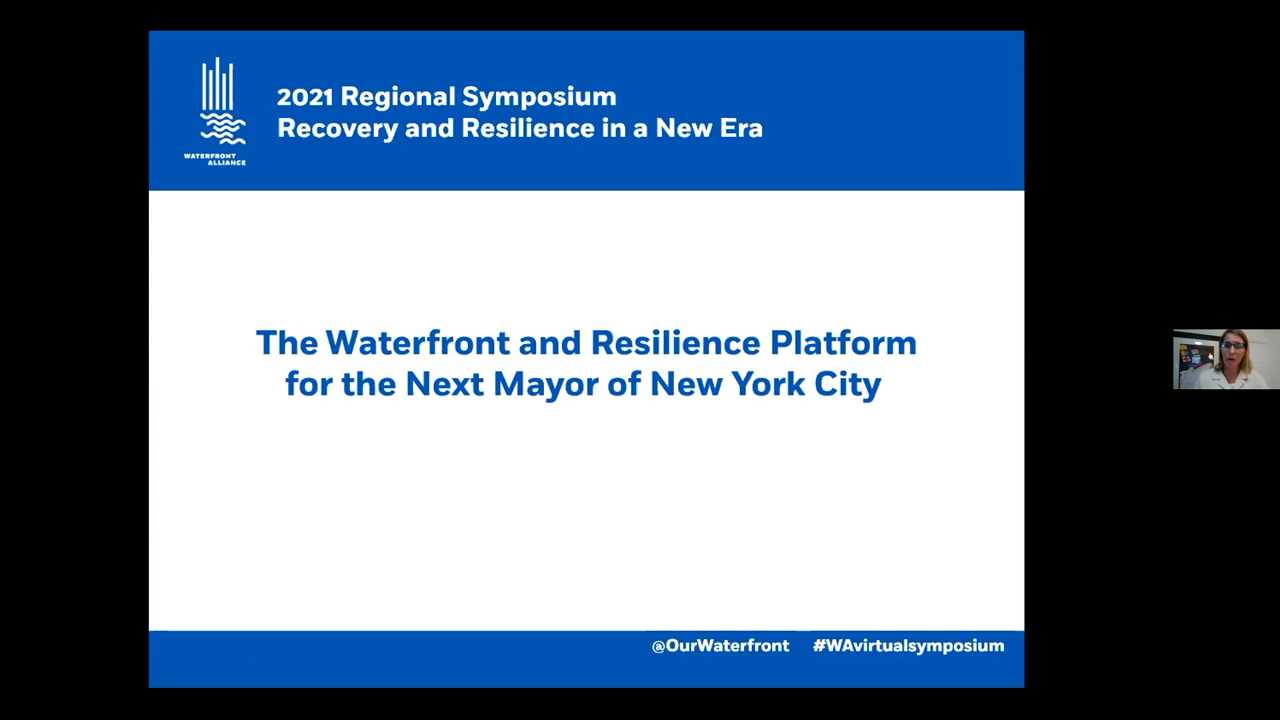 2021 Regional Symposium
Recovery and Resilience in a New Era
WATERFRONT
ALLIANCE
The Waterfront and Resilience Platform
for the Next Mayor of New York City
@OurWaterfront #WAvirtualsymposium